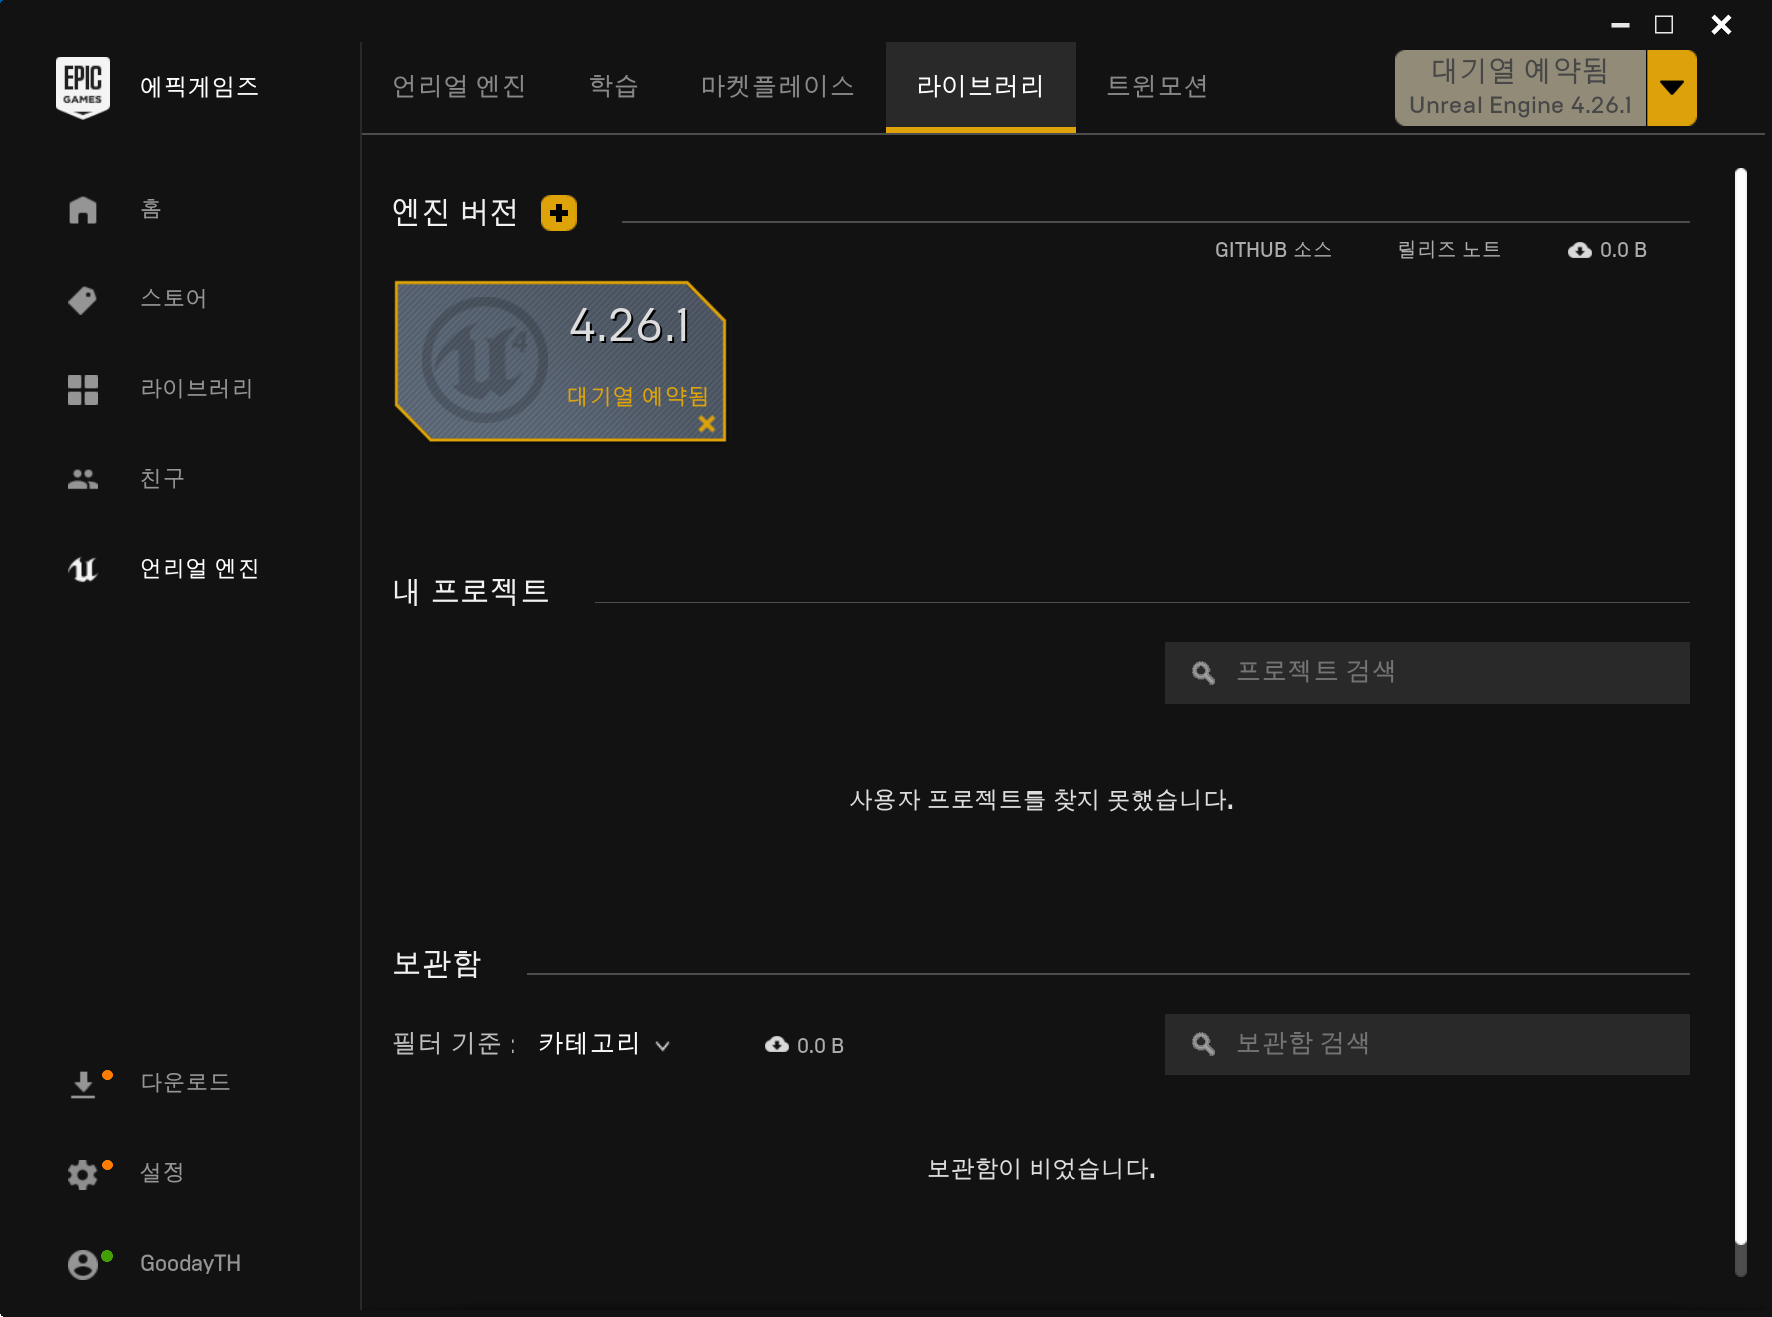 EPIC
GAMES
에픽게임즈
언리얼 엔진
학습
마켓플레이스
라이브러리
트윈모션
대기열 예약됨
Unreal Engine 4.26.1
홈
스토어
라이브러리
친구
언리얼 엔진
다운로드
설정
GoodayTH
엔진 버전
GITHUB 소스
릴리즈 노트
0.0 B
4
4.26.1
대기열 예약됨
내 프로젝트
프로젝트 검색
사용자 프로젝트를 찾지 못했습니다.
보관함
필터 기준 :
카테고리
0.0 B
보관함 검색
보관함이 비었습니다.